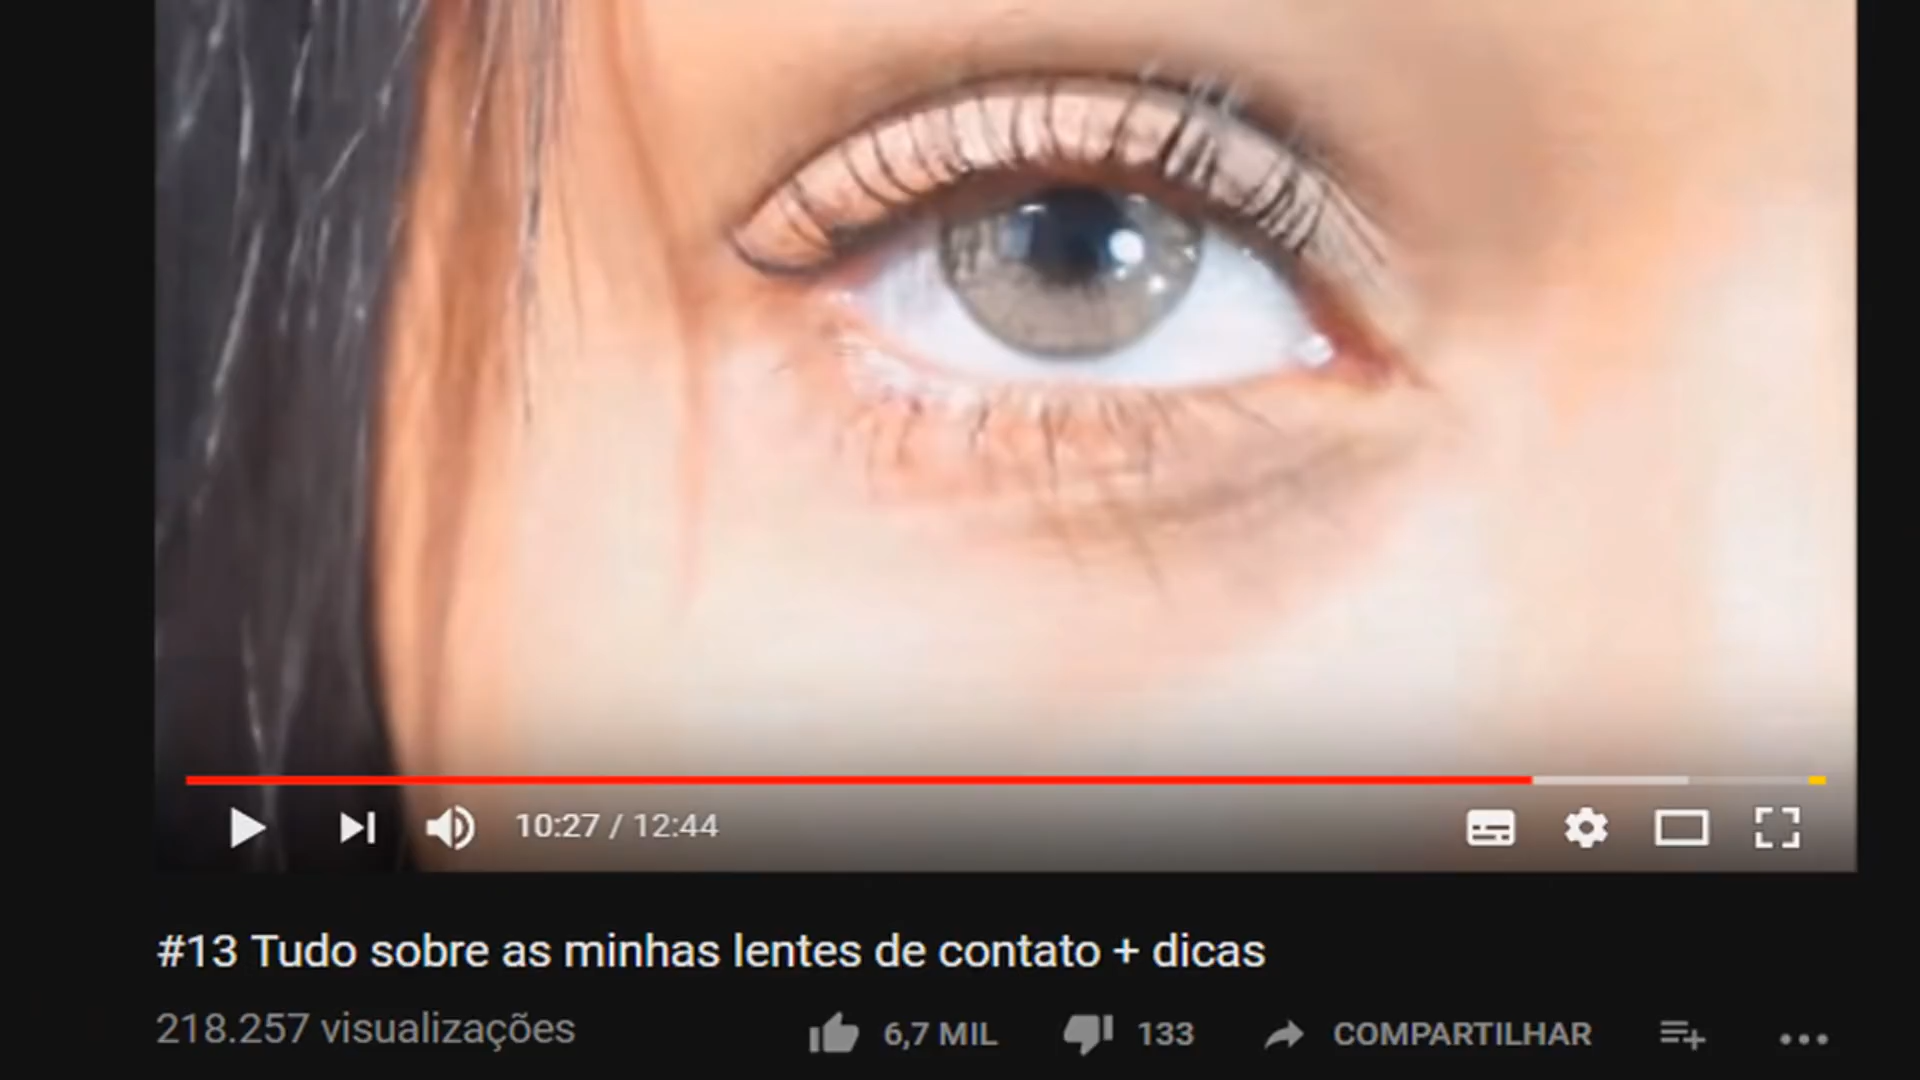 10:27 / 12:44
#13 Tudo sobre as minhas lentes de contato + dicas
218.257 visualizações 6,7 MIL 133 COMPARTILHAR